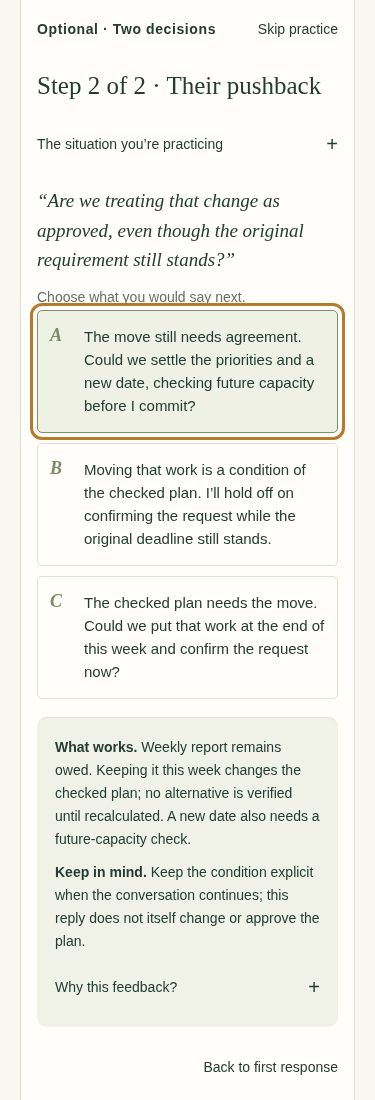 Optional · Two decisions
Skip practice
Step 2 of 2 · Their pushback
The situation you’re practicing
+
“Are we treating that change as
approved, even though the original
requirement still stands?”
Choose what you would say next.
A
The move still needs agreement.
Could we settle the priorities and a
new date, checking future capacity
before I commit?
B
Moving that work is a condition of
the checked plan. I’ll hold off on
confirming the request while the
original deadline still stands.
C
The checked plan needs the move.
Could we put that work at the end of
this week and confirm the request
now?
What works. Weekly report remains
owed. Keeping it this week changes the
checked plan; no alternative is verified
until recalculated. A new date also needs a
future-capacity check.
Keep in mind. Keep the condition explicit
when the conversation continues; this
reply does not itself change or approve the
plan.
Why this feedback?
+
Back to first response